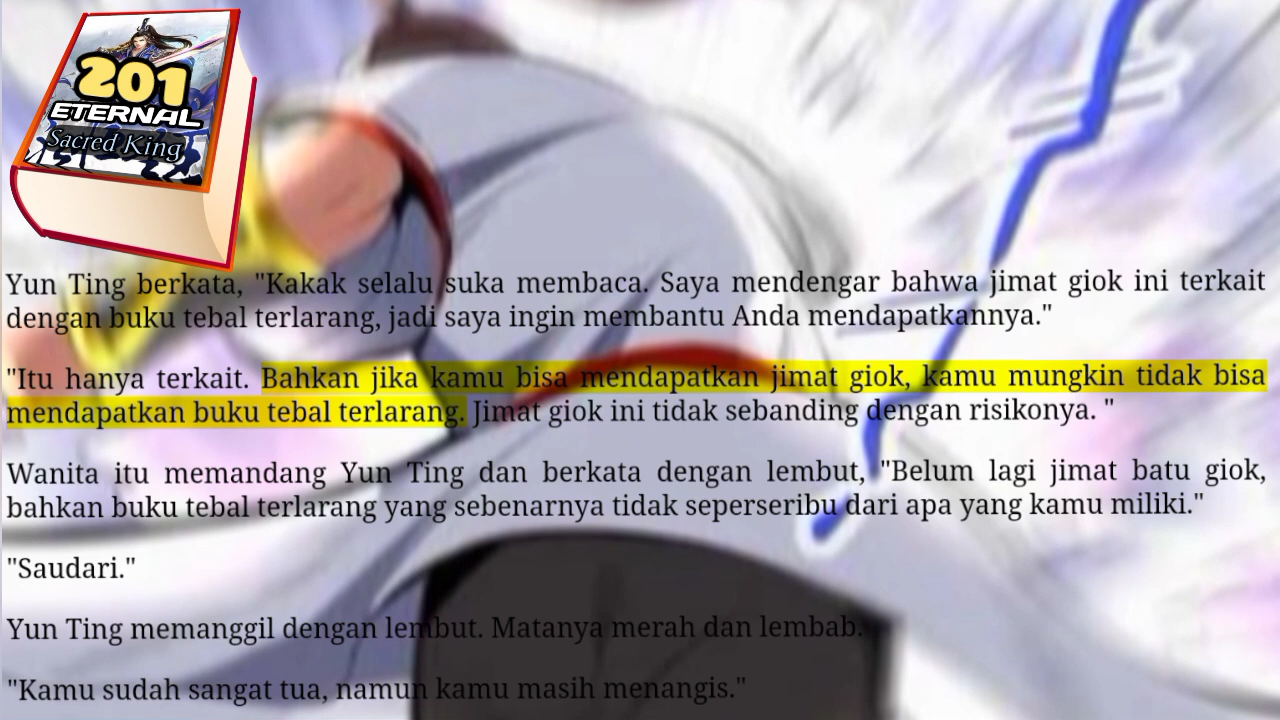 201
ETERNAL
Sacred King
Yun Ting berkata, "Kakak selalu suka membaca. Saya mendengar bahwa jimat giok ini terkait
dengan buku tebal terlarang, jadi saya ingin membantu Anda mendapatkannya."
"Itu hanya terkait. Bahkan jika kamu bisa mendapatkan jimat giok, kamu mungkin tidak bisa
mendapatkan buku tebal terlarang. Jimat giok ini tidak sebanding dengan risikonya. "
Wanita itu memandang Yun Ting dan berkata dengan lembut, "Belum lagi jimat batu giok,
bahkan buku tebal terlarang yang sebenarnya tidak seperseribu dari apa yang kamu miliki."
"Saudari."
Yun Ting memanggil dengan lembut. Matanya merah dan lembab.
"Kamu sudah sangat tua, namun kamu masih menangis."